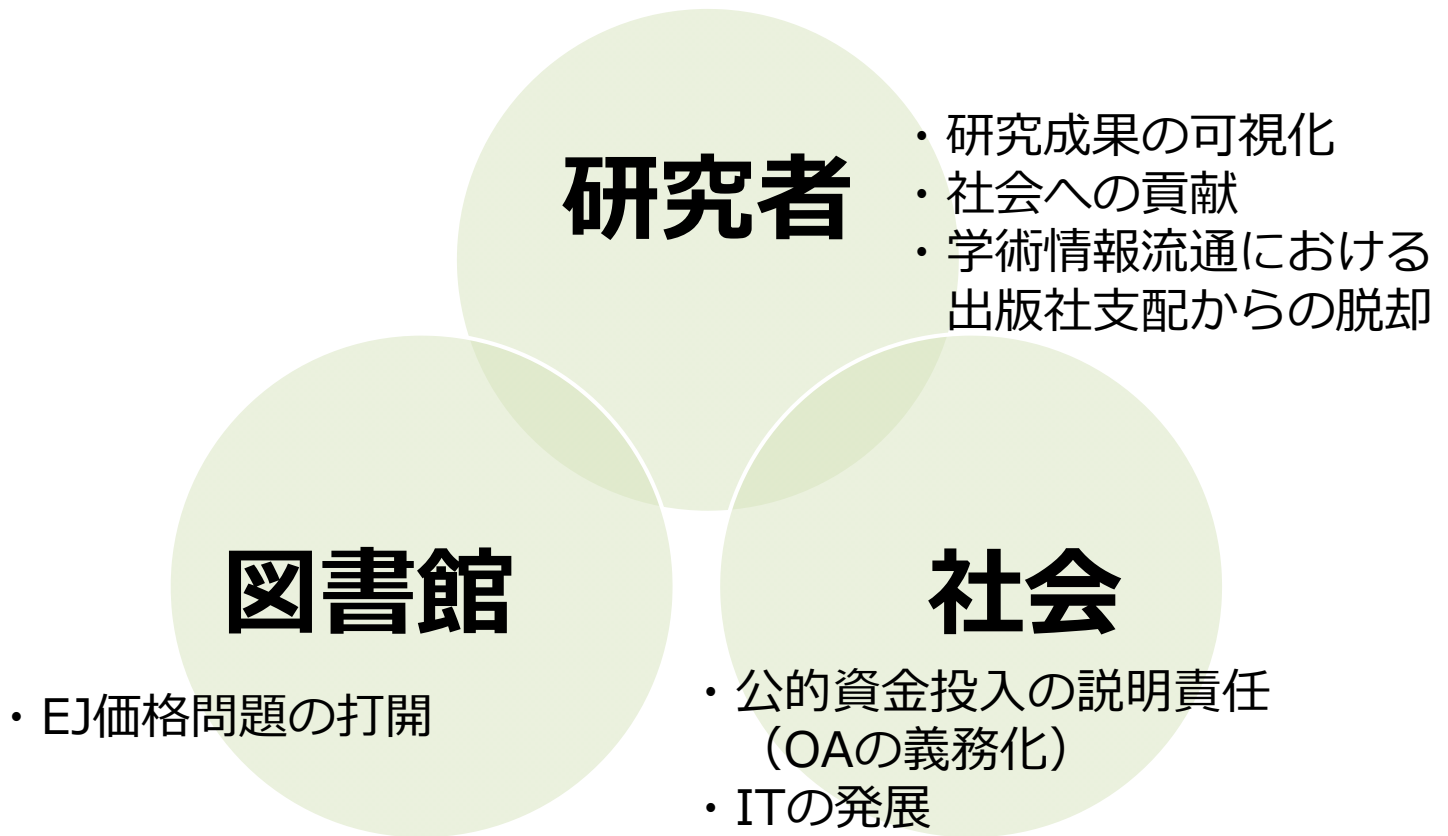 研究者
・研究成果の可視化
・社会への貢献
・学術情報流通における
出版社支配からの脱却
図書館
・EJ価格問題の打開
社会
・公的資金投入の説明責任
（OAの義務化）
・ITの発展